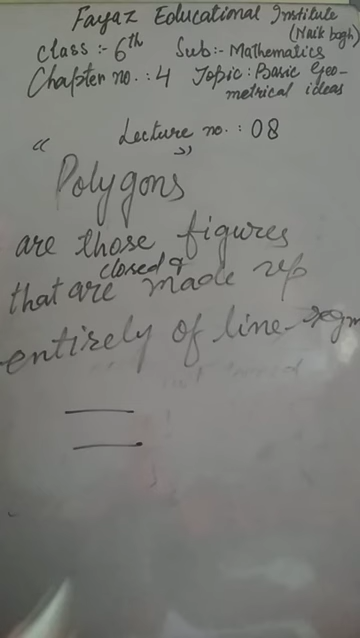 Fayaz Educational Institute
(Naik bagh)
Class :- 6th Sub:- Mathematics
Chapter no. : 4 Topic : Basic Geo-
metrical ideas
Lecture no. : 08
"Polygons"
are those figures
that are closed & made up
entirely of line-segm